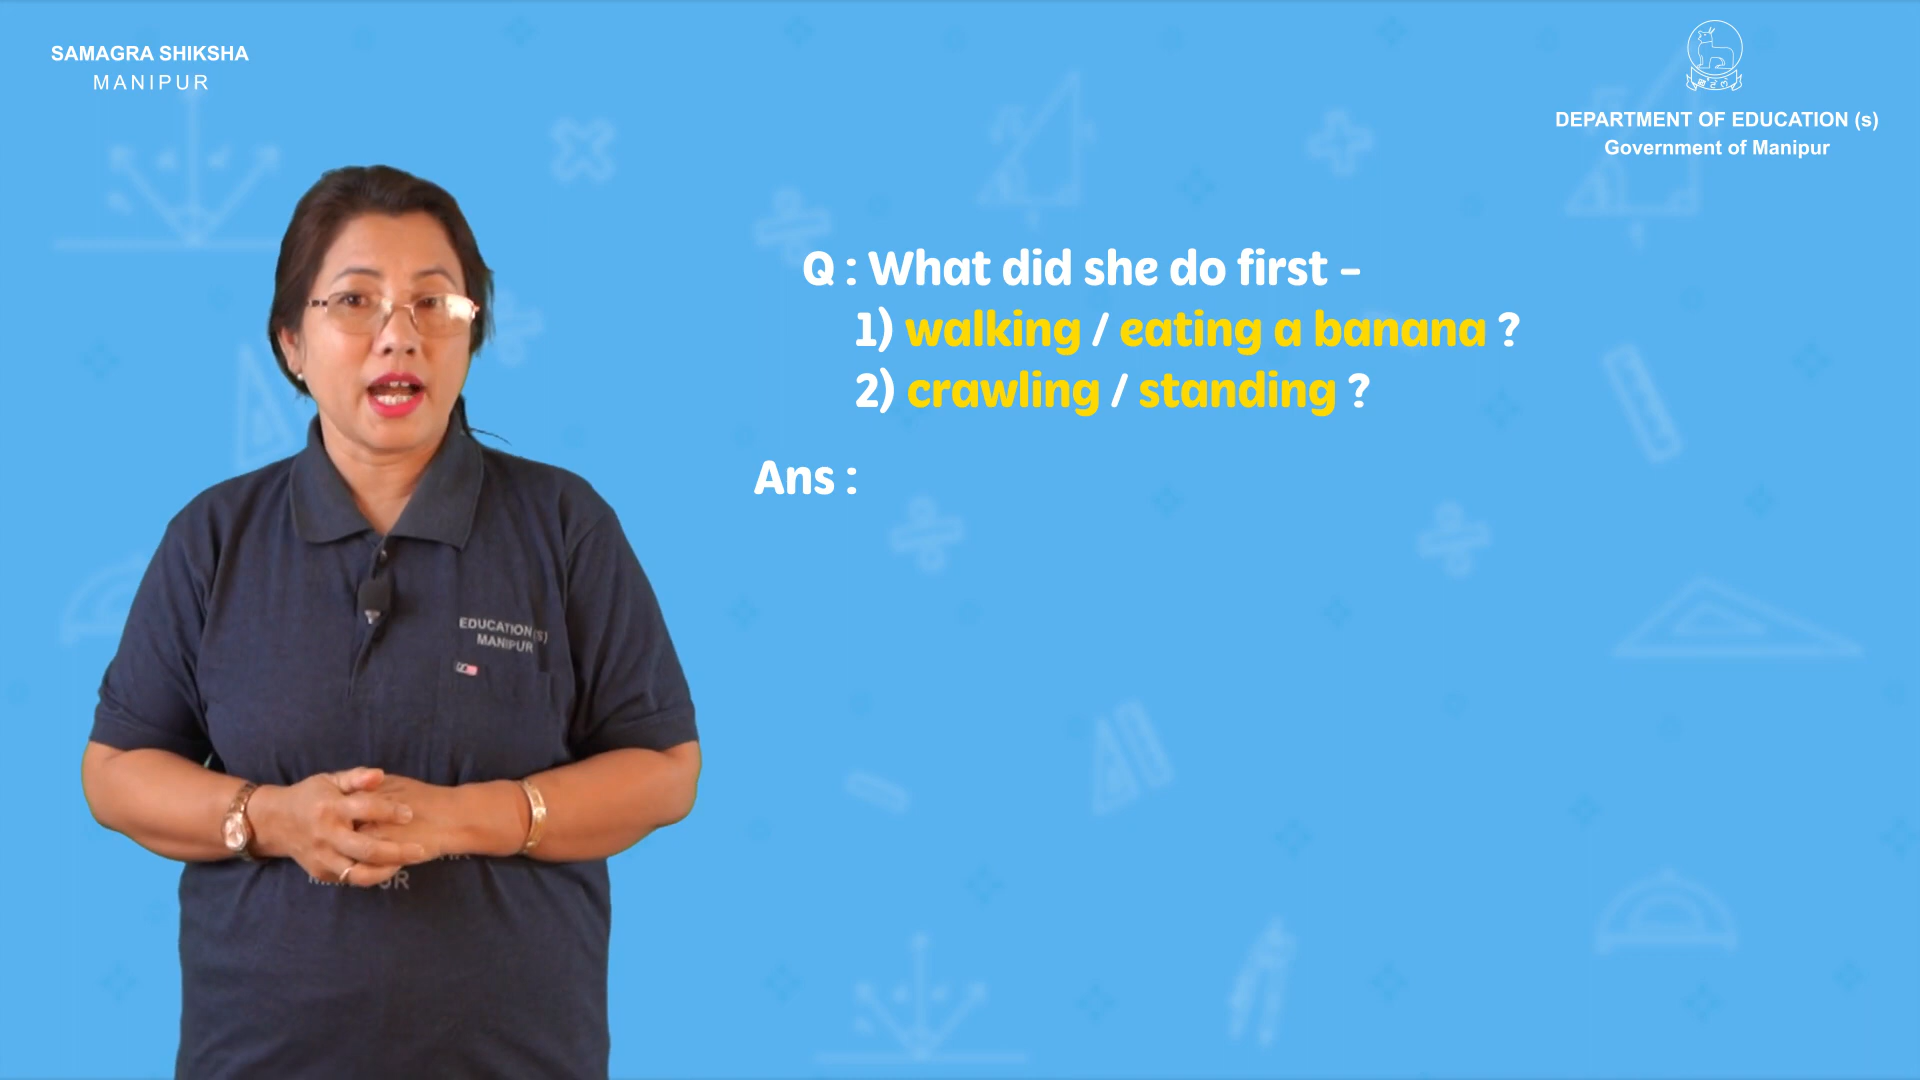 SAMAGRA SHIKSHA
MANIPUR
DEPARTMENT OF EDUCATION (s)
Government of Manipur
Q : What did she do first –
1) walking / eating a banana ?
2) crawling / standing ?
Ans :
EDUCATION (S)
MANIPUR